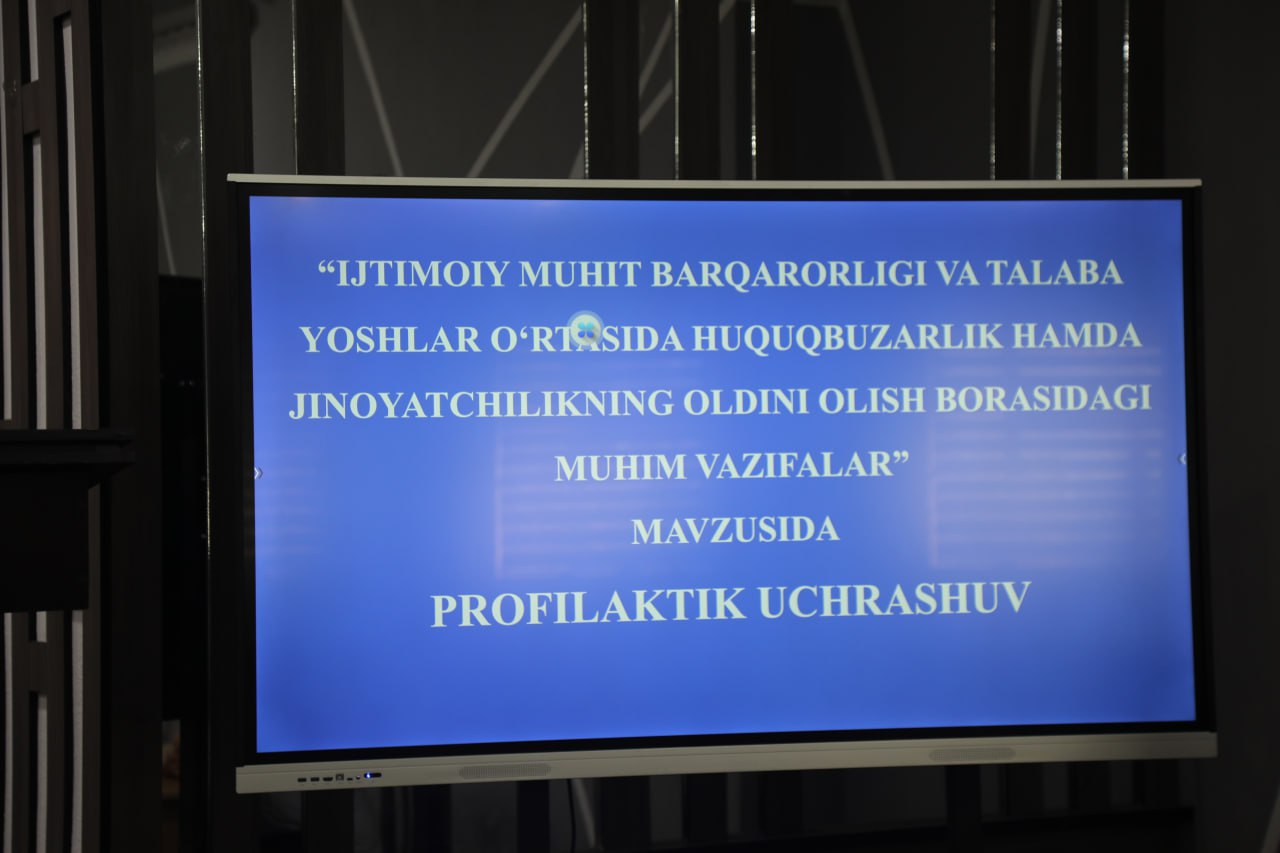 “IJTIMOIY MUHIT BARQARORLIGI VA TALABA
YOSHLAR O‘RTASIDA HUQUQBUZARLIK HAMDA
JINOYATCHILIKNING OLDINI OLISH BORASIDAGI
MUHIM VAZIFALAR”
MAVZUSIDA
PROFILAKTIK UCHRASHUV